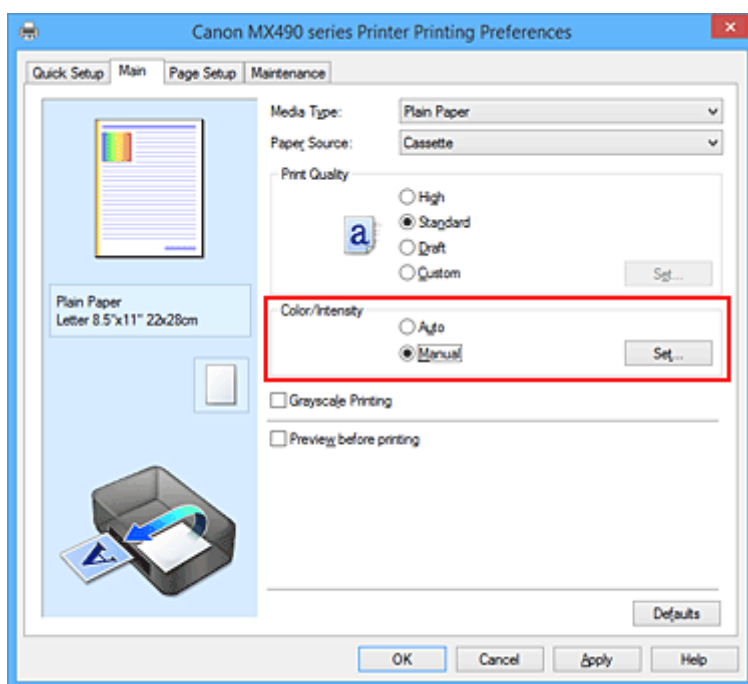 Canon MX490 series Printer Printing Preferences
Quick Setup Main Page Setup Maintenance
Media Type: Plain Paper
Paper Source: Cassette
Print Quality
High
a Standard
Draft
Custom Set...
Plain Paper
Letter 8.5"x11" 22x28cm
Color/Intensity
Auto
Manual Set...
Grayscale Printing
Preview before printing
A
Defaults
OK Cancel Apply Help